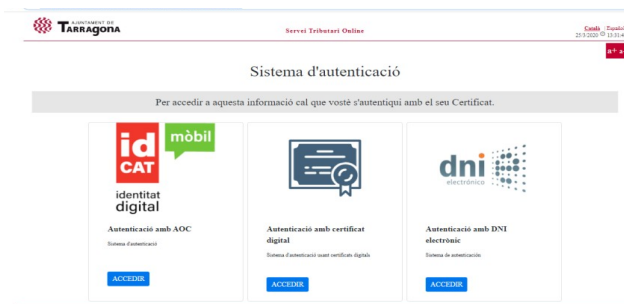 AJUNTAMENT DE
TARRAGONA
Servei Tributari Online
Català | Español
25/3/2020
a+ a-
Sistema d'autenticació
Per accedir a aquesta informació cal que vosté s'autentiqui amb el seu Certificat.
id
CAT
mòbil
identitat
digital
dni
electrónico
Autenticació amb AOC
Sistema d'autenticació
ACCEDIR
Autenticació amb certificat
digital
Sistema d'autenticació usant certificats digitals
ACCEDIR
Autenticació amb DNI
electrònic
Sistema de autenticación
ACCEDIR